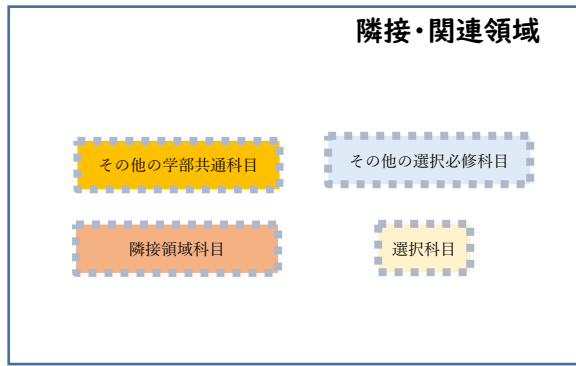 隣接・関連領域
その他の学部共通科目
その他の選択必修科目
隣接領域科目
選択科目